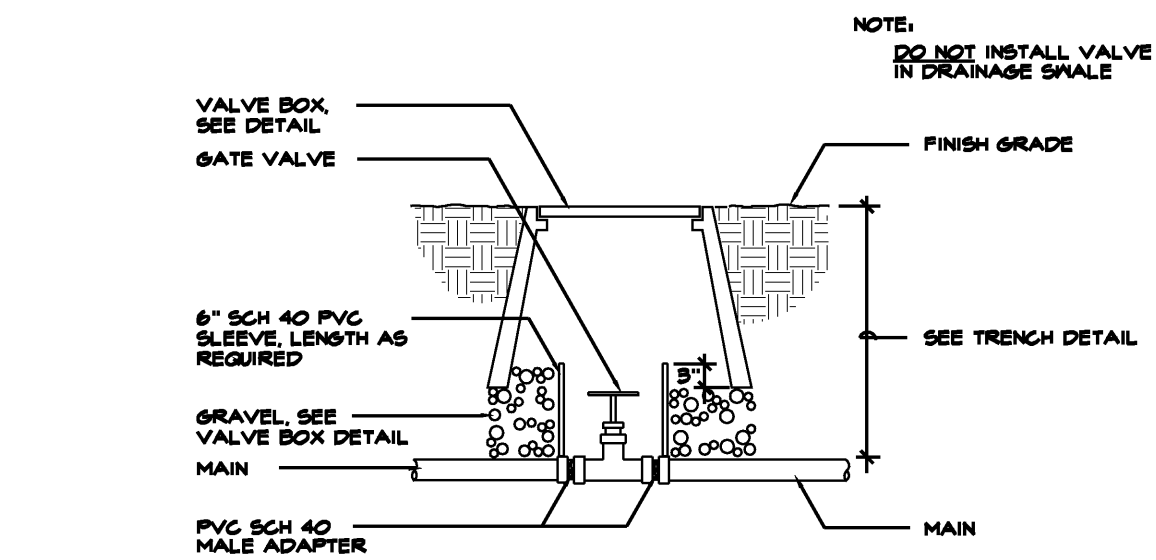 NOTE:
DO NOT INSTALL VALVE
IN DRAINAGE SWALE
VALVE BOX,
SEE DETAIL
GATE VALVE
FINISH GRADE
6" SCH 40 PVC
SLEEVE, LENGTH AS
REQUIRED
SEE TRENCH DETAIL
3"
GRAVEL, SEE
VALVE BOX DETAIL
MAIN
PVC SCH 40
MALE ADAPTER
MAIN